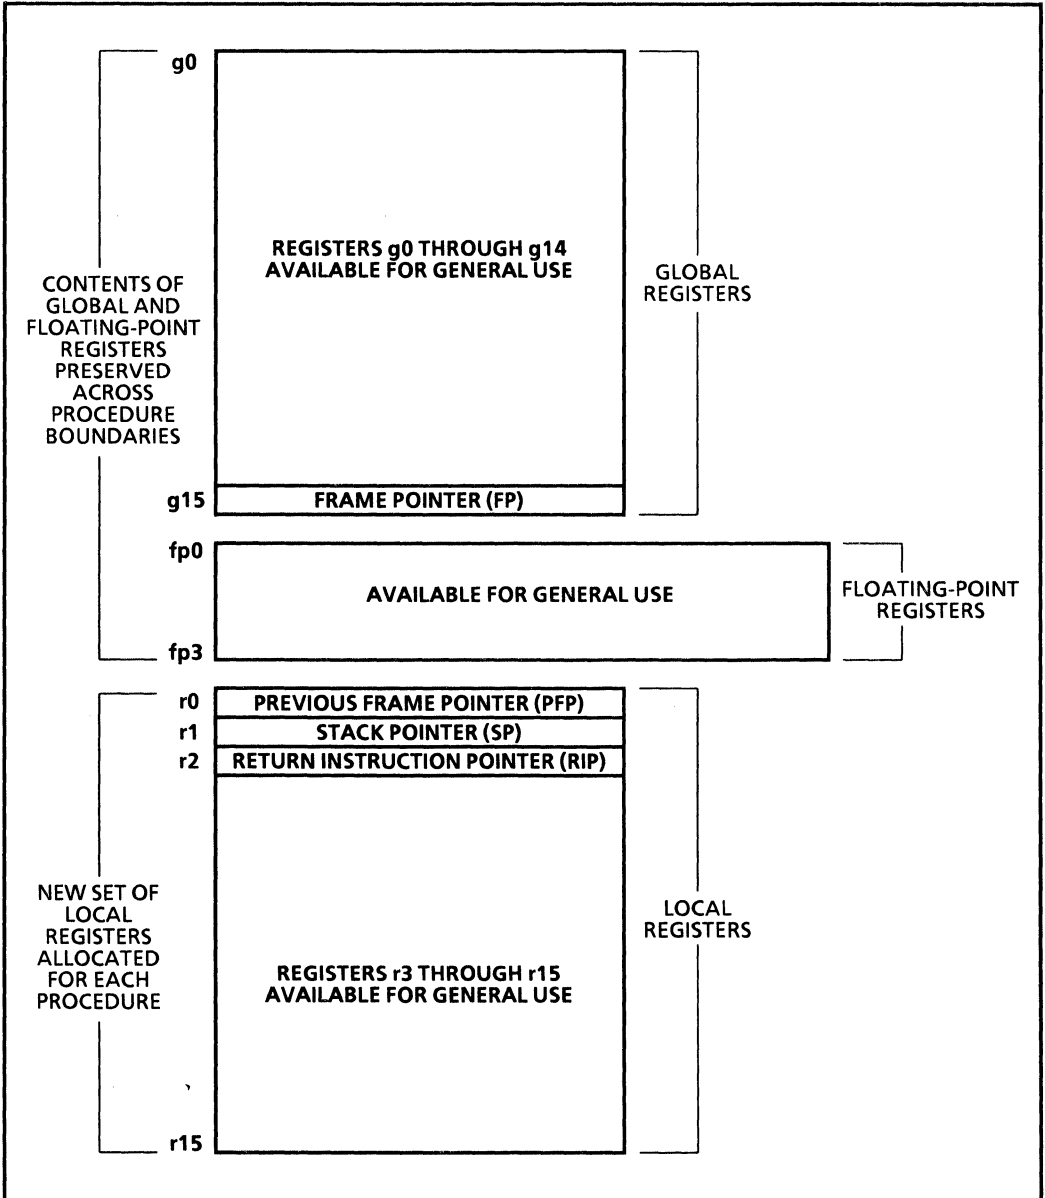 g0
REGISTERS g0 THROUGH g14
AVAILABLE FOR GENERAL USE
GLOBAL
REGISTERS
CONTENTS OF
GLOBAL AND
FLOATING-POINT
REGISTERS
PRESERVED
ACROSS
PROCEDURE
BOUNDARIES
g15
FRAME POINTER (FP)
fp0
AVAILABLE FOR GENERAL USE
FLOATING-POINT
REGISTERS
fp3
r0
PREVIOUS FRAME POINTER (PFP)
r1
STACK POINTER (SP)
r2
RETURN INSTRUCTION POINTER (RIP)
NEW SET OF
LOCAL
REGISTERS
ALLOCATED
FOR EACH
PROCEDURE
REGISTERS r3 THROUGH r15
AVAILABLE FOR GENERAL USE
LOCAL
REGISTERS
r15